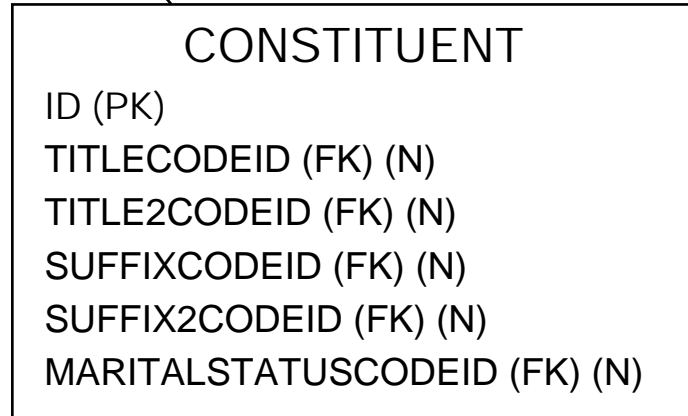 CONSTITUENT
ID (PK)
TITLECODEID (FK) (N)
TITLE2CODEID (FK) (N)
SUFFIXCODEID (FK) (N)
SUFFIX2CODEID (FK) (N)
MARITALSTATUSCODEID (FK) (N)